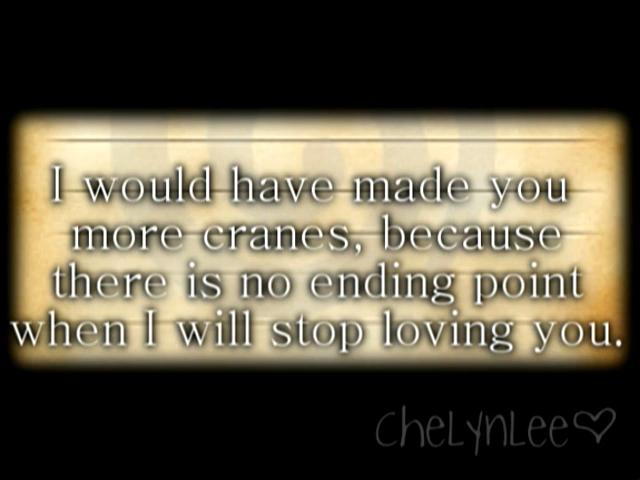 I would have made you
more cranes, because
there is no ending point
when I will stop loving you.
cheLynLee♡